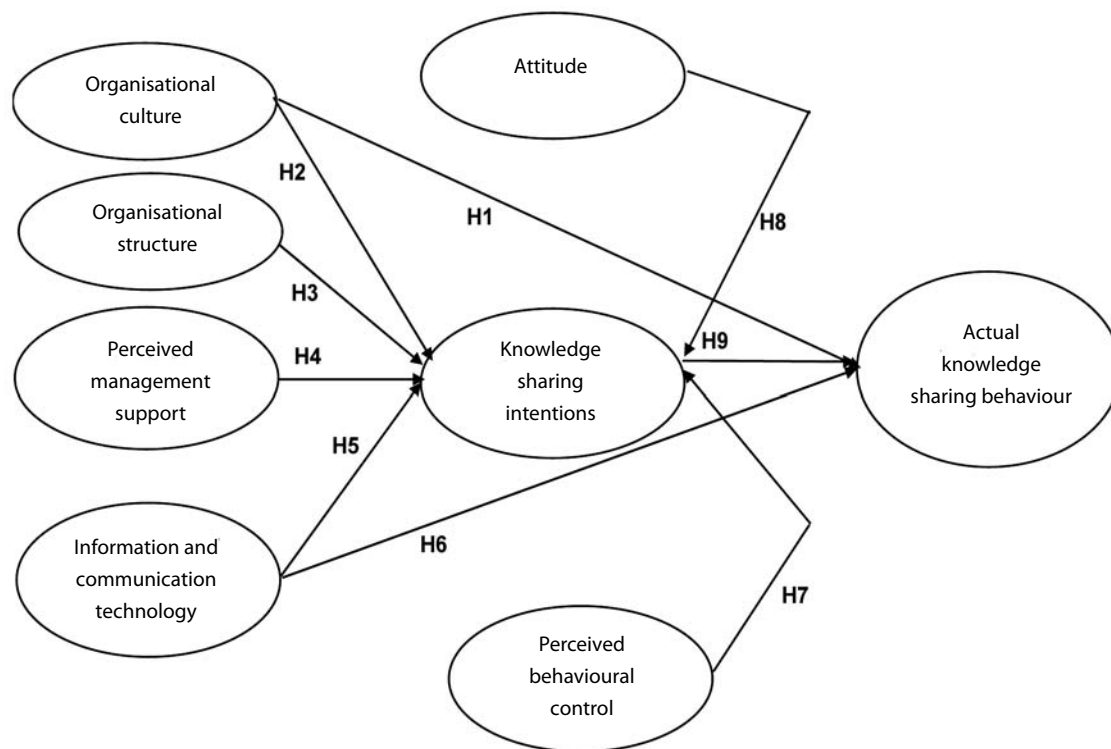 Organisational
culture
Attitude
H2
H1
Organisational
structure
H8
H3
Perceived
management
support
H4
Knowledge
sharing
intentions
H9
Actual
knowledge
sharing behaviour
H5
Information and
communication
technology
H6
H7
Perceived
behavioural
control